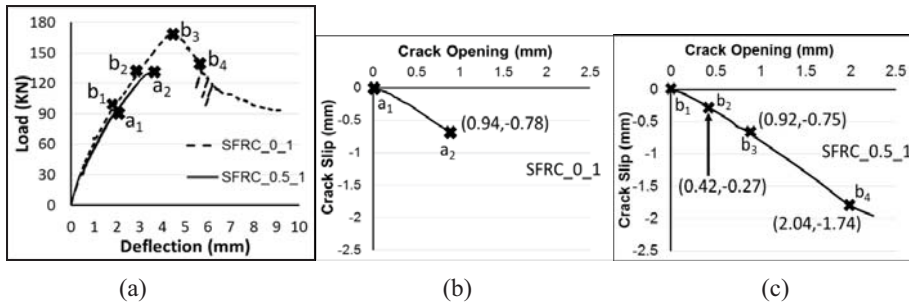 180
150
120
90
60
30
0
Load (KN)
b₁
b₂
b₃
b₄
a₁
a₂
SFRC_0_1
SFRC_0.5_1
0 1 2 3 4 5 6 7 8 9 10
Deflection (mm)
(a)
Crack Opening (mm)
0 0.5 1 1.5 2 2.5
0
-0.5
-1
-1.5
-2
-2.5
Crack Slip (mm)
a₁
a₂
(0.94,-0.78)
SFRC_0_1
(b)
Crack Opening (mm)
0 0.5 1 1.5 2 2.5
0
-0.5
-1
-1.5
-2
-2.5
Crack Slip (mm)
b₁
b₂
b₃
(0.92,-0.75)
SFRC_0.5_1
(0.42,-0.27)
b₄
(2.04,-1.74)
(c)